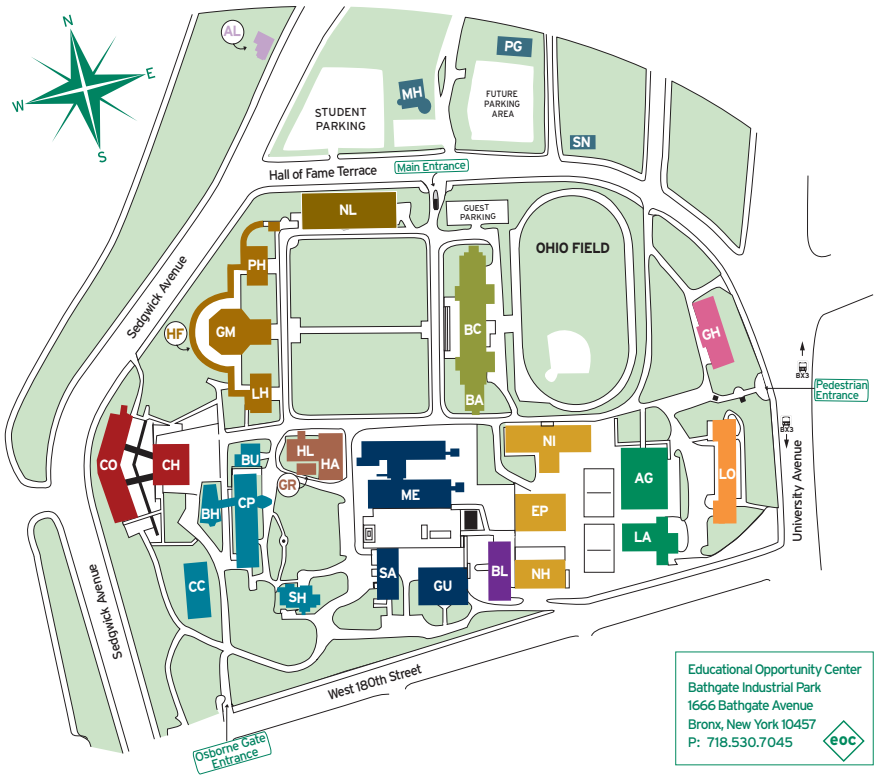 N
AL
PG
E
W
MH
FUTURE
PARKING
AREA
STUDENT
PARKING
S
SN
Main Entrance
Hall of Fame Terrace
NL
GUEST
PARKING
OHIO FIELD
PH
Sedgwick Avenue
HF
GM
BC
GH
BX3
LH
BA
Pedestrian
Entrance
BX3
NI
HL
HA
University Avenue
CO
CH
BU
AG
LO
GR
ME
CP
BH
EP
LA
SA
BL
NH
CC
GU
SH
Sedgwick Avenue
West 180th Street
Osborne Gate
Entrance
Educational Opportunity Center
Bathgate Industrial Park
1666 Bathgate Avenue
Bronx, New York 10457
P: 718.530.7045
eoc